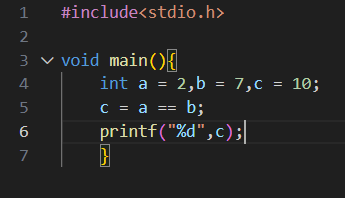 1 #include<stdio.h>
2
3 void main(){
4 int a = 2,b = 7,c = 10;
5 c = a == b;
6 printf("%d",c);
7 }